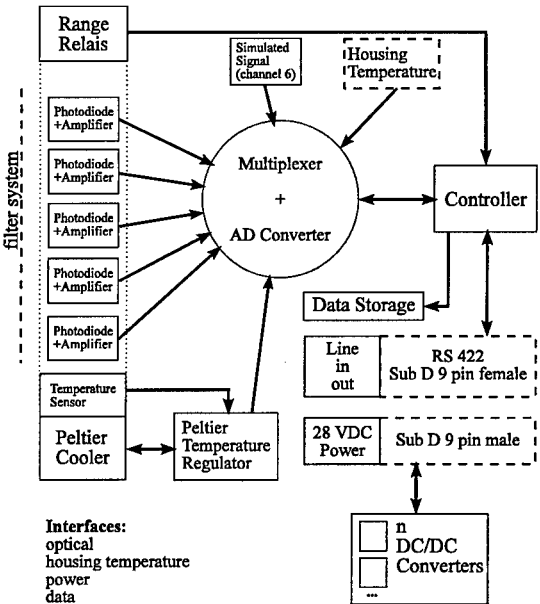 Range
Relais
Simulated
Signal
(channel 6)
Housing
Temperature
filter system
Photodiode
+Amplifier
Photodiode
+Amplifier
Photodiode
+Amplifier
Photodiode
+Amplifier
Photodiode
+Amplifier
Multiplexer
+
AD Converter
Controller
Data Storage
Line
in
out
RS 422
Sub D 9 pin female
Temperature
Sensor
Peltier
Cooler
Peltier
Temperature
Regulator
28 VDC
Power
Sub D 9 pin male
n
DC/DC
Converters
...
Interfaces:
optical
housing temperature
power
data